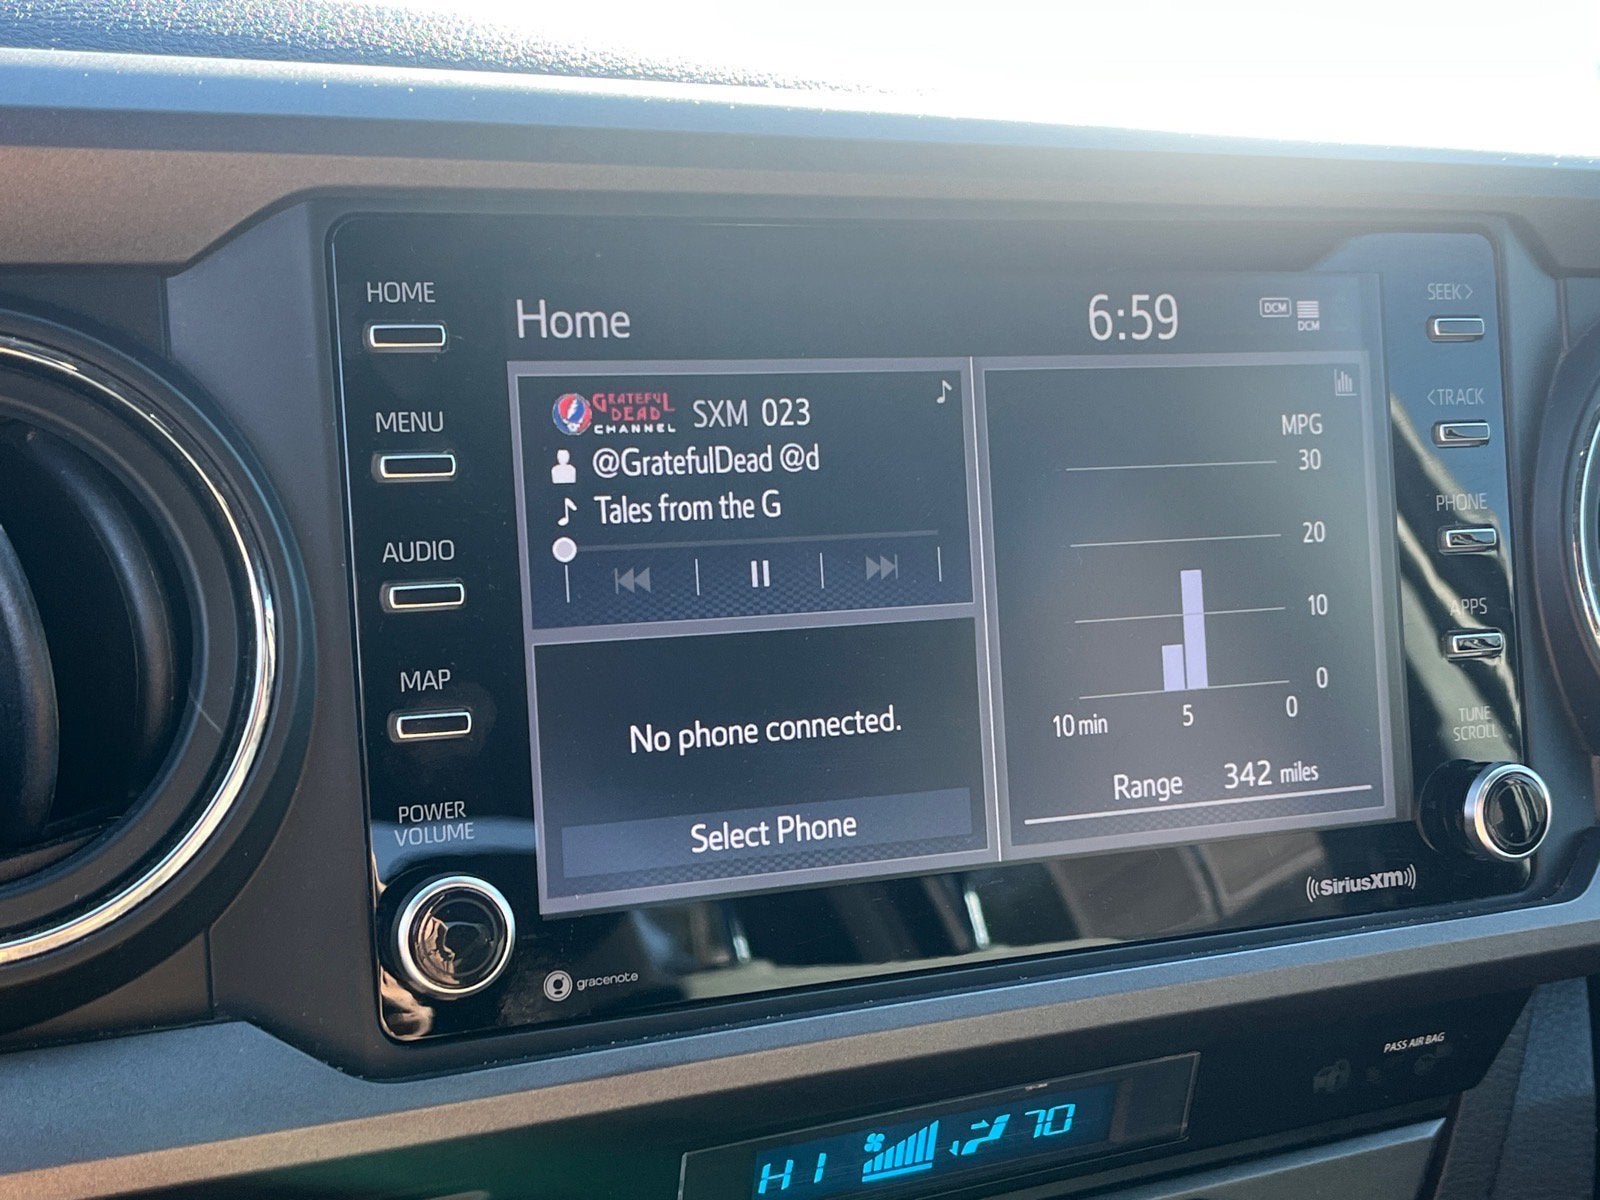 HOME
MENU
AUDIO
MAP
POWER
VOLUME
Home
6:59
DCM
DCM
GRATEFUL
DEAD
CHANNEL
SXM 023
@GratefulDead @d
Tales from the G
No phone connected.
Select Phone
MPG
30
20
10
0
10 min 5 0
Range 342 miles
SEEK>
<TRACK
PHONE
APPS
TUNE
SCROLL
gracenote
((SiriusXM))
PASS AIR BAG
HI 70